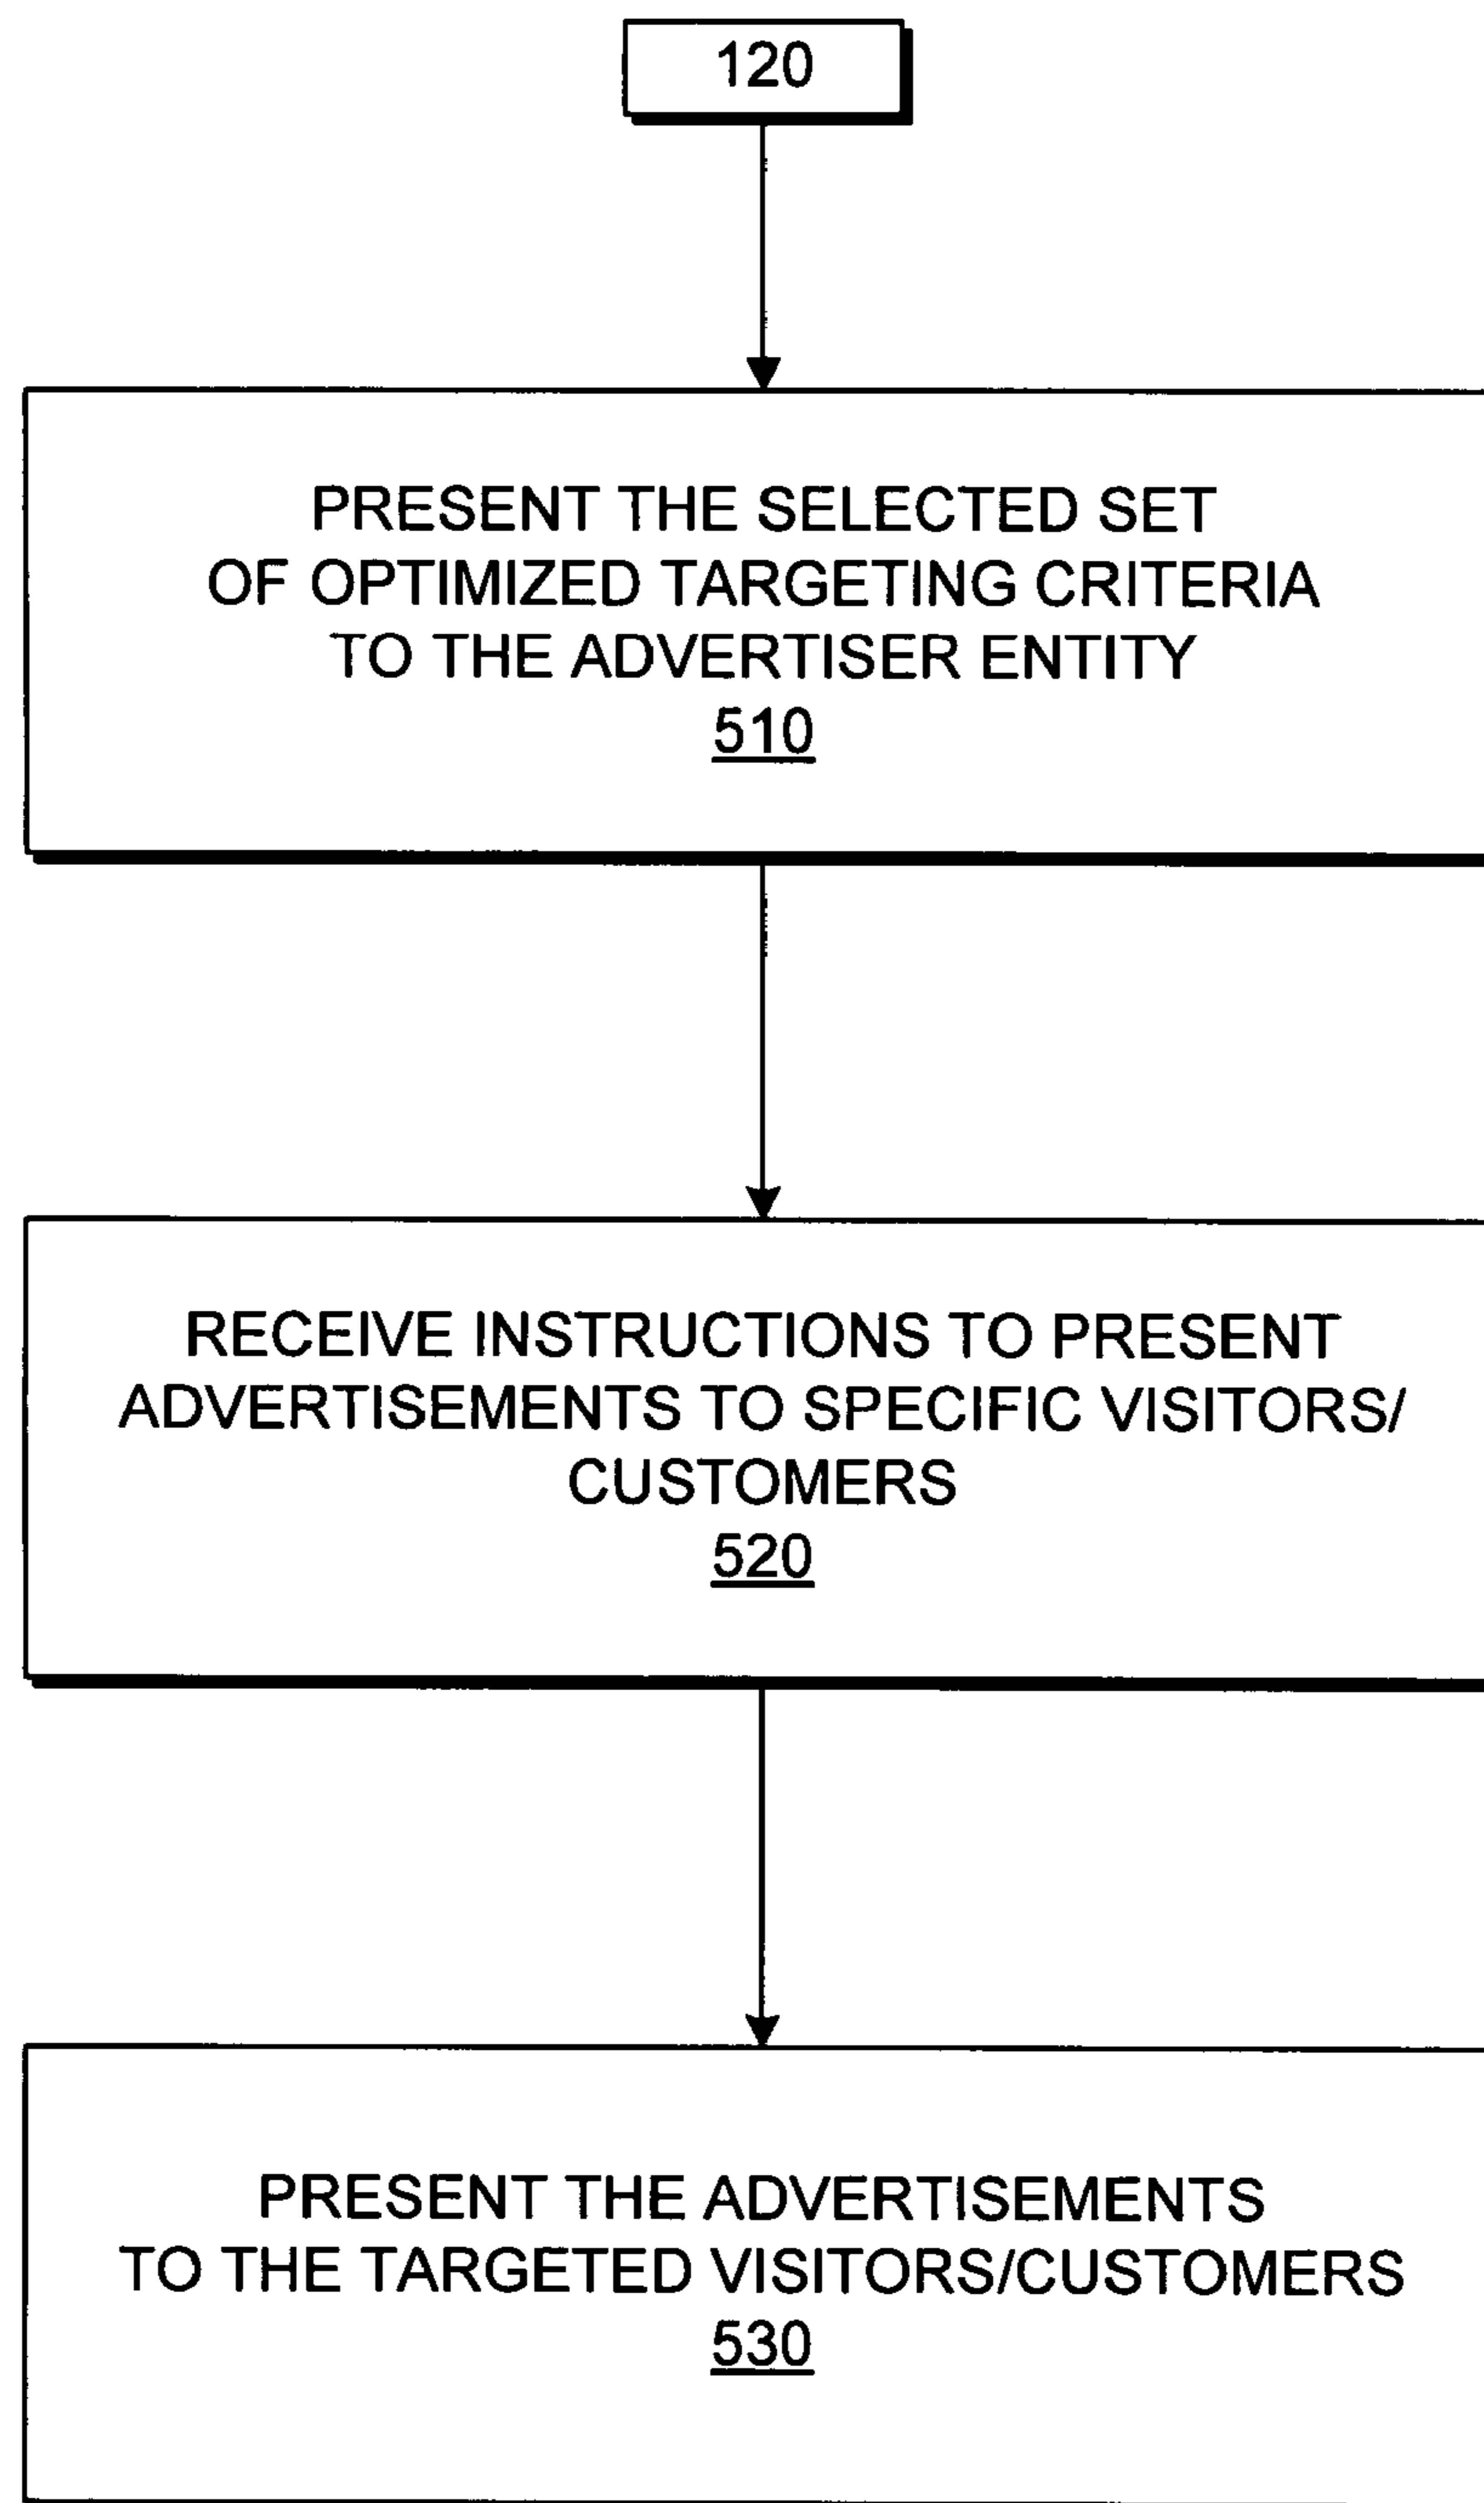 120
PRESENT THE SELECTED SET
OF OPTIMIZED TARGETING CRITERIA
TO THE ADVERTISER ENTITY
510
RECEIVE INSTRUCTIONS TO PRESENT
ADVERTISEMENTS TO SPECIFIC VISITORS/
CUSTOMERS
520
PRESENT THE ADVERTISEMENTS
TO THE TARGETED VISITORS/CUSTOMERS
530